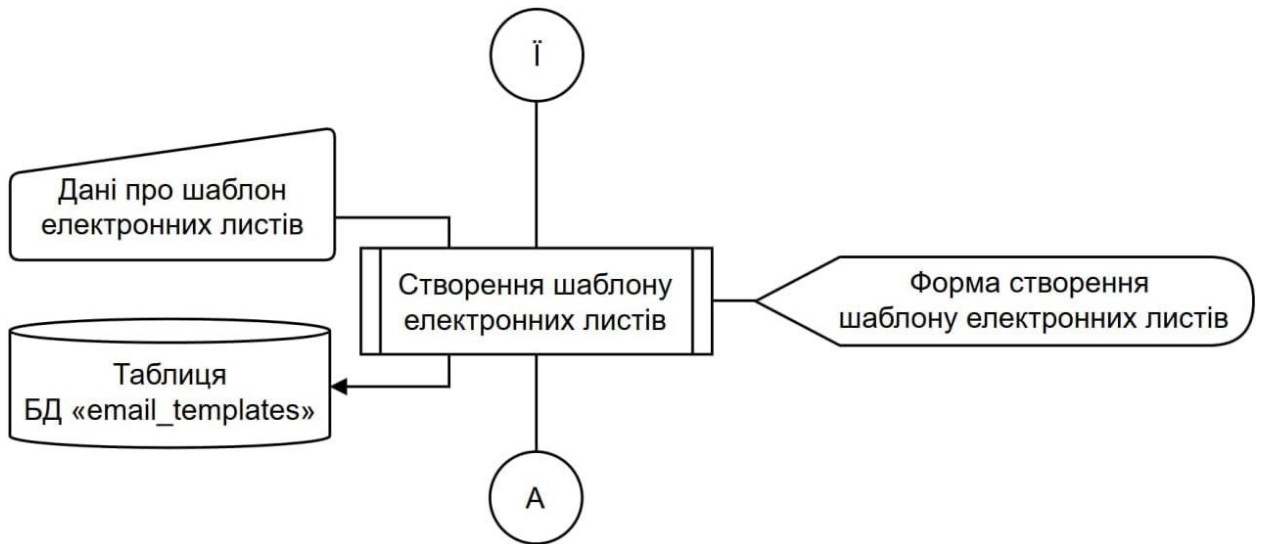 Ї
Дані про шаблон
електронних листів
Створення шаблону
електронних листів
Форма створення
шаблону електронних листів
Таблиця
БД «email_templates»
А